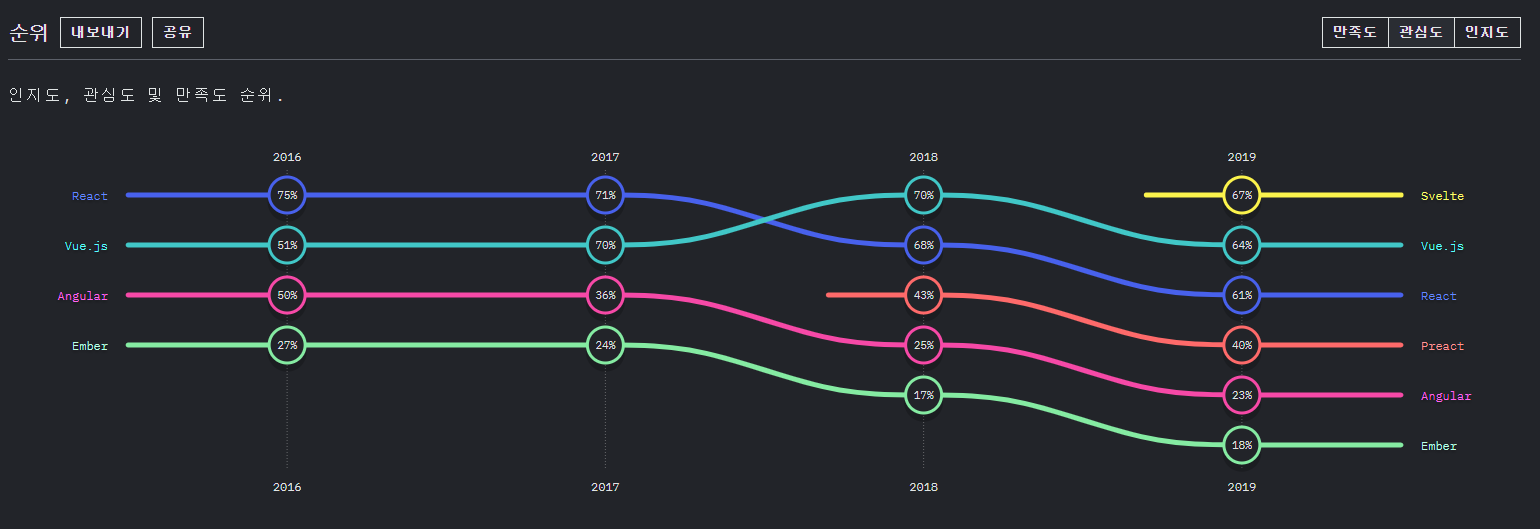 순위 내보내기 공유 만족도 관심도 인지도
인지도, 관심도 및 만족도 순위.
2016 2017 2018 2019
React 75% 71% 70% 67% Svelte
Vue.js 51% 70% 68% 64% Vue.js
Angular 50% 36% 43% 61% React
Ember 27% 24% 25% 40% Preact
17% 23% Angular
18% Ember
2016 2017 2018 2019